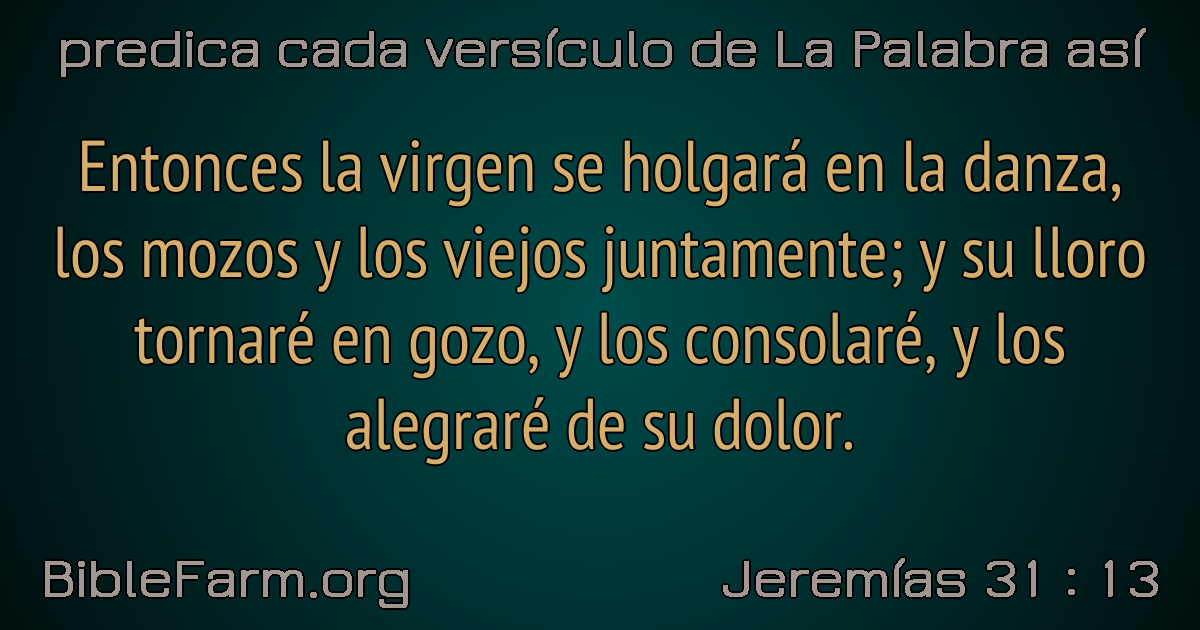 predica cada versículo de La Palabra así
Entonces la virgen se holgará en la danza,
los mozos y los viejos juntamente; y su lloro
tornaré en gozo, y los consolaré, y los
alegraré de su dolor.
BibleFarm.org
Jeremías 31 : 13